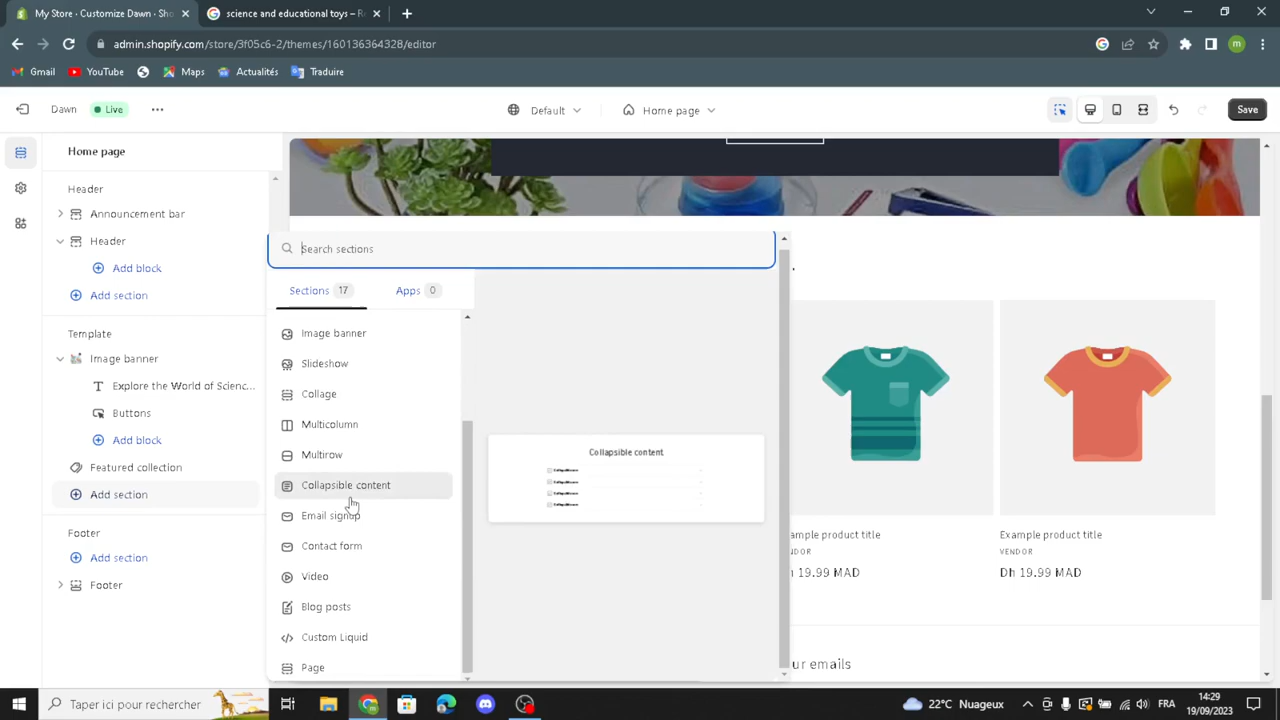 My Store · Customize Dawn · Sho
science and educational toys – Re
admin.shopify.com/store/3f05c6-2/themes/160136364328/editor
m
Gmail
YouTube
Maps
Actualités
Traduire
Dawn
Live
Default
Home page
Save
Home page
Header
Announcement bar
Header
Add block
Add section
Template
Image banner
Explore the World of Scienc...
Buttons
Add block
Featured collection
Add section
Footer
Add section
Footer
Search sections
Sections 17
Apps 0
Image banner
Slideshow
Collage
Multicolumn
Multirow
Collapsible content
Email signup
Contact form
Video
Blog posts
Custom Liquid
Page
Collapsible content
Example product title
VENDOR
Dh 19.99 MAD
Example product title
VENDOR
Dh 19.99 MAD
ur emails
Taper ici pour rechercher
22°C Nuageux
FRA
14:29
19/09/2023